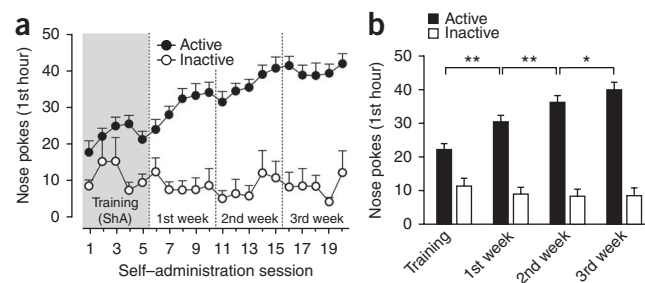 a
Nose pokes (1st hour)
50
40
30
20
10
0
Active
Inactive
Training
(ShA)
1st week
2nd week
3rd week
1 3 5 7 9 11 13 15 17 19
Self–administration session
b
Active
Inactive
Nose pokes (1st hour)
50
40
30
20
10
0
** ** *
Training
1st week
2nd week
3rd week